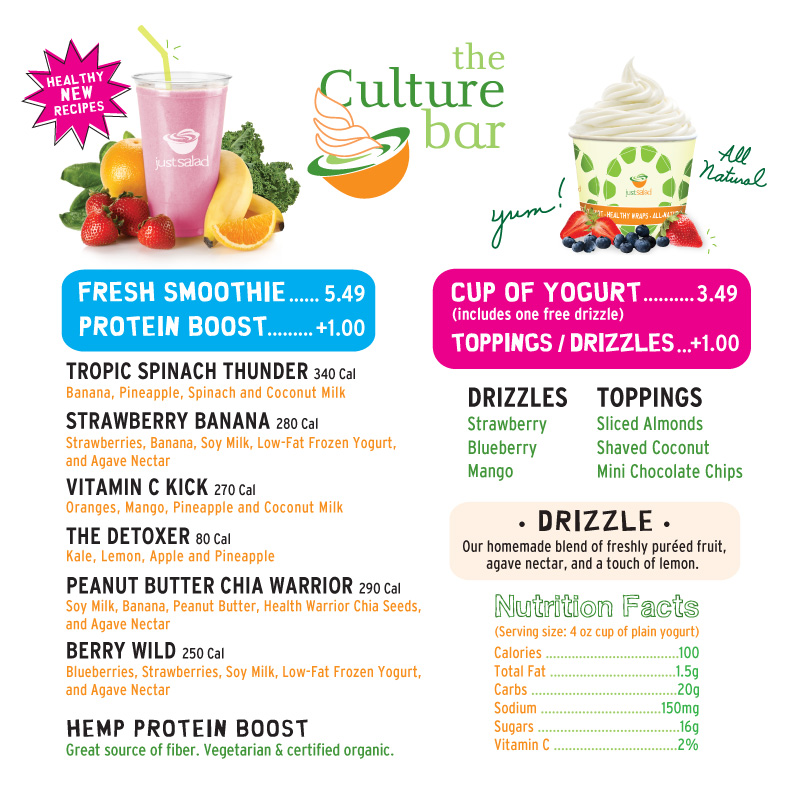 HEALTHY
NEW
RECIPES
justsalad
the
Culture
bar
yum!
All
Natural
justsalad
HEALTHY WRAPS • ALL-NAT
FRESH SMOOTHIE...... 5.49
PROTEIN BOOST.........+1.00
TROPIC SPINACH THUNDER 340 Cal
Banana, Pineapple, Spinach and Coconut Milk
STRAWBERRY BANANA 280 Cal
Strawberries, Banana, Soy Milk, Low-Fat Frozen Yogurt,
and Agave Nectar
VITAMIN C KICK 270 Cal
Oranges, Mango, Pineapple and Coconut Milk
THE DETOXER 80 Cal
Kale, Lemon, Apple and Pineapple
PEANUT BUTTER CHIA WARRIOR 290 Cal
Soy Milk, Banana, Peanut Butter, Health Warrior Chia Seeds,
and Agave Nectar
BERRY WILD 250 Cal
Blueberries, Strawberries, Soy Milk, Low-Fat Frozen Yogurt,
and Agave Nectar
HEMP PROTEIN BOOST
Great source of fiber. Vegetarian & certified organic.
CUP OF YOGURT..........3.49
(includes one free drizzle)
TOPPINGS / DRIZZLES...+1.00
DRIZZLES
Strawberry
Blueberry
Mango
TOPPINGS
Sliced Almonds
Shaved Coconut
Mini Chocolate Chips
• DRIZZLE •
Our homemade blend of freshly puréed fruit,
agave nectar, and a touch of lemon.
Nutrition Facts
(Serving size: 4 oz cup of plain yogurt)
Calories ..............................100
Total Fat ..............................1.5g
Carbs ..................................20g
Sodium ...........................150mg
Sugars .................................16g
Vitamin C ............................2%